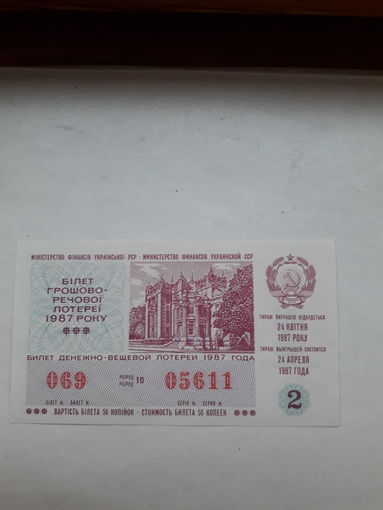 МІНІСТЕРСТВО ФІНАНСІВ УКРАЇНСЬКОЇ РСР · МИНИСТЕРСТВО ФИНАНСОВ УКРАИНСКОЙ ССР
БІЛЕТ
ГРОШОВО-
РЕЧОВОЇ
ЛОТЕРЕЇ
1987 РОКУ
ТИРАЖ ВИГРАШІВ ВІДБУДЕТЬСЯ
24 КВІТНЯ
1987 РОКУ
ТИРАЖ ВЫИГРЫШЕЙ СОСТОИТСЯ
24 АПРЕЛЯ
1987 ГОДА
БИЛЕТ ДЕНЕЖНО-ВЕЩЕВОЙ ЛОТЕРЕИ 1987 ГОДА
069 РОЗРЯД РАЗРЯД 10 05611
БІЛЕТ № БИЛЕТ № СЕРІЯ № СЕРИЯ №
2
ВАРТІСТЬ БІЛЕТА 50 КОПІЙОК · СТОИМОСТЬ БИЛЕТА 50 КОПЕЕК